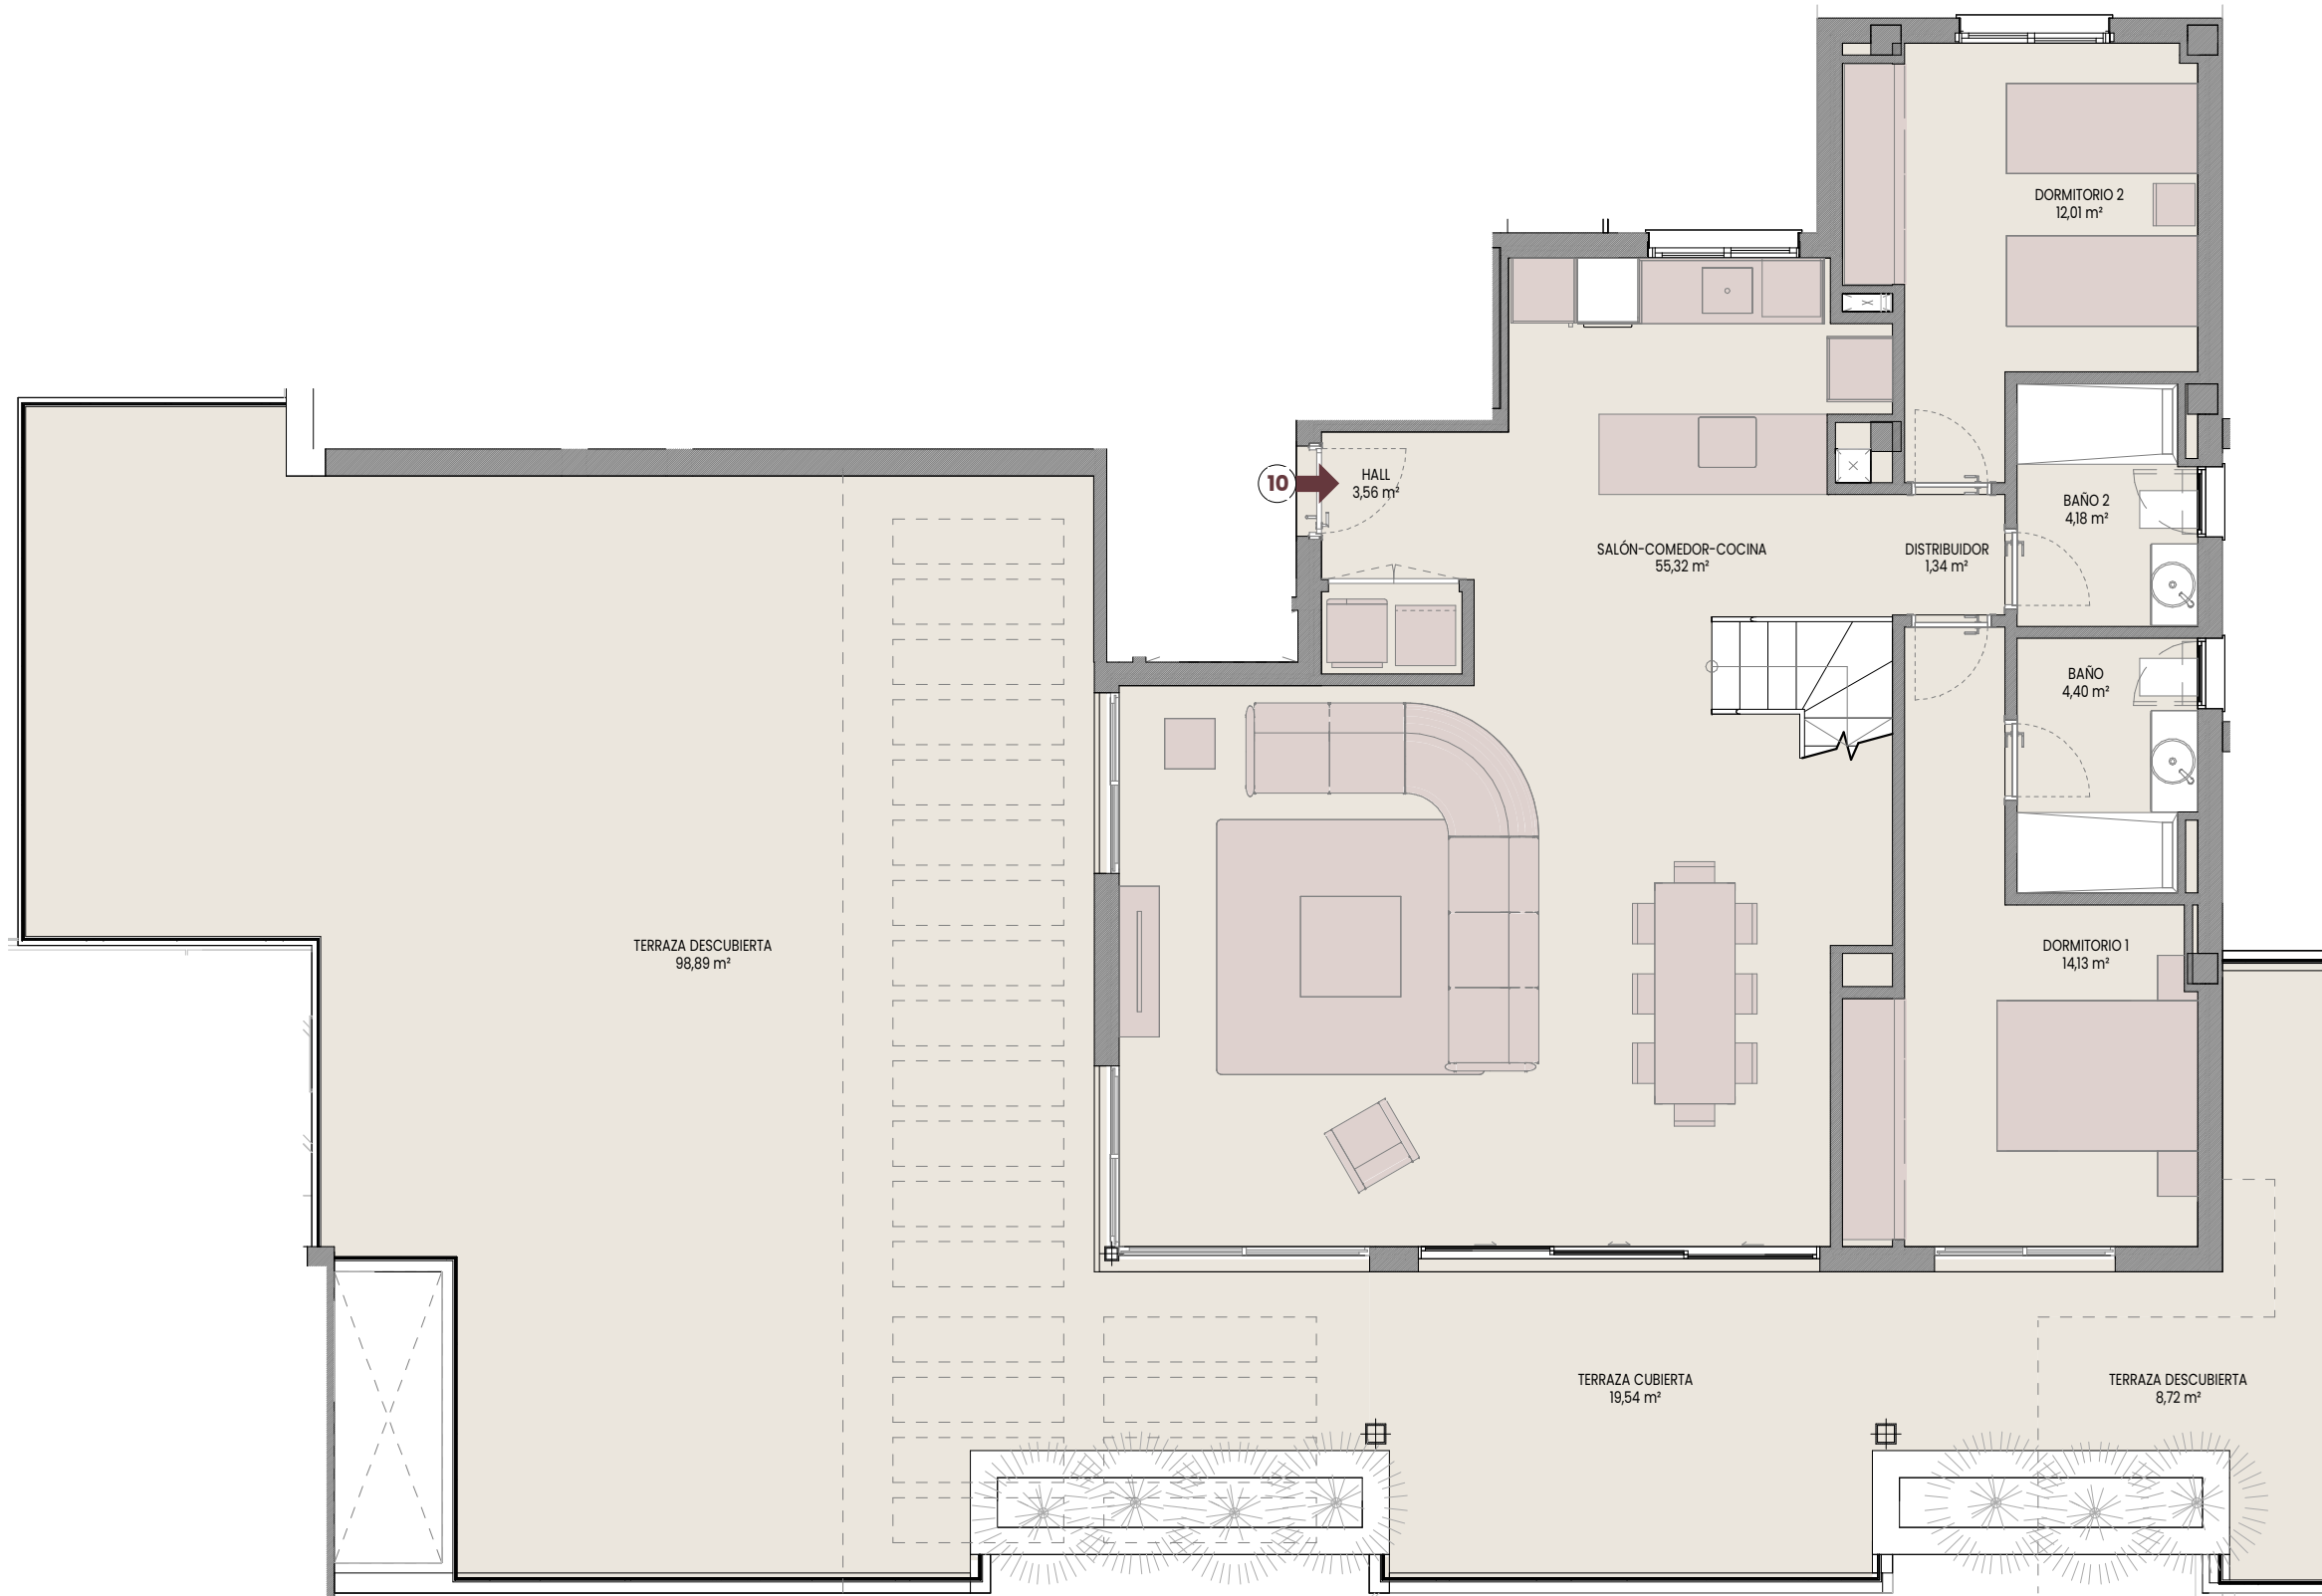 DORMITORIO 2
12,01 m²
10
HALL
3,56 m²
BAÑO 2
4,18 m²
SALÓN-COMEDOR-COCINA
55,32 m²
DISTRIBUIDOR
1,34 m²
BAÑO
4,40 m²
TERRAZA DESCUBIERTA
98,89 m²
DORMITORIO 1
14,13 m²
TERRAZA CUBIERTA
19,54 m²
TERRAZA DESCUBIERTA
8,72 m²